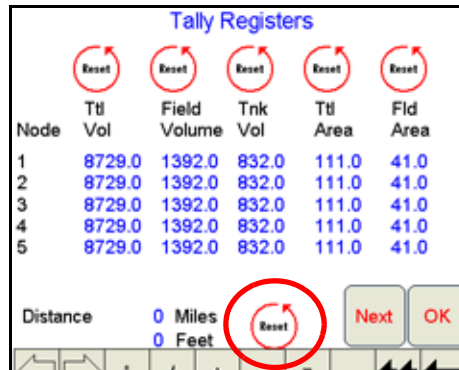 Tally Registers
Reset Reset Reset Reset Reset
Ttl Field Tnk Ttl Fld
Node Vol Volume Vol Area Area
1 8729.0 1392.0 832.0 111.0 41.0
2 8729.0 1392.0 832.0 111.0 41.0
3 8729.0 1392.0 832.0 111.0 41.0
4 8729.0 1392.0 832.0 111.0 41.0
5 8729.0 1392.0 832.0 111.0 41.0
Distance 0 Miles Reset Next OK
0 Feet